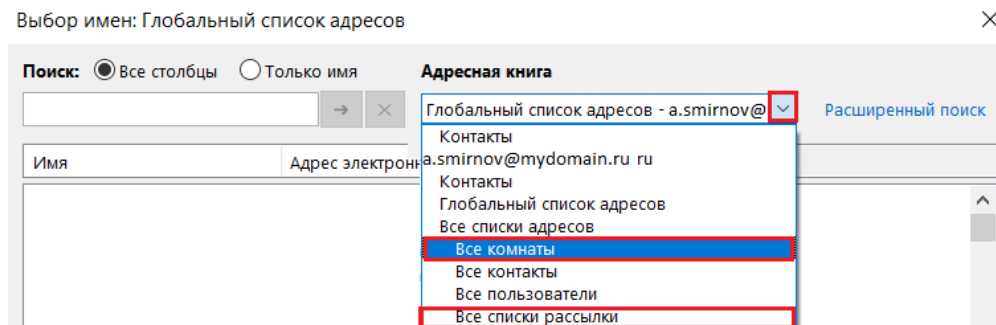 Выбор имен: Глобальный список адресов
Поиск: Все столбцы Только имя Адресная книга
Глобальный список адресов - a.smirnov@ Расширенный поиск
Контакты
a.smirnov@mydomain.ru ru
Имя Адрес электронн
Контакты
Глобальный список адресов
Все списки адресов
Все комнаты
Все контакты
Все пользователи
Все списки рассылки